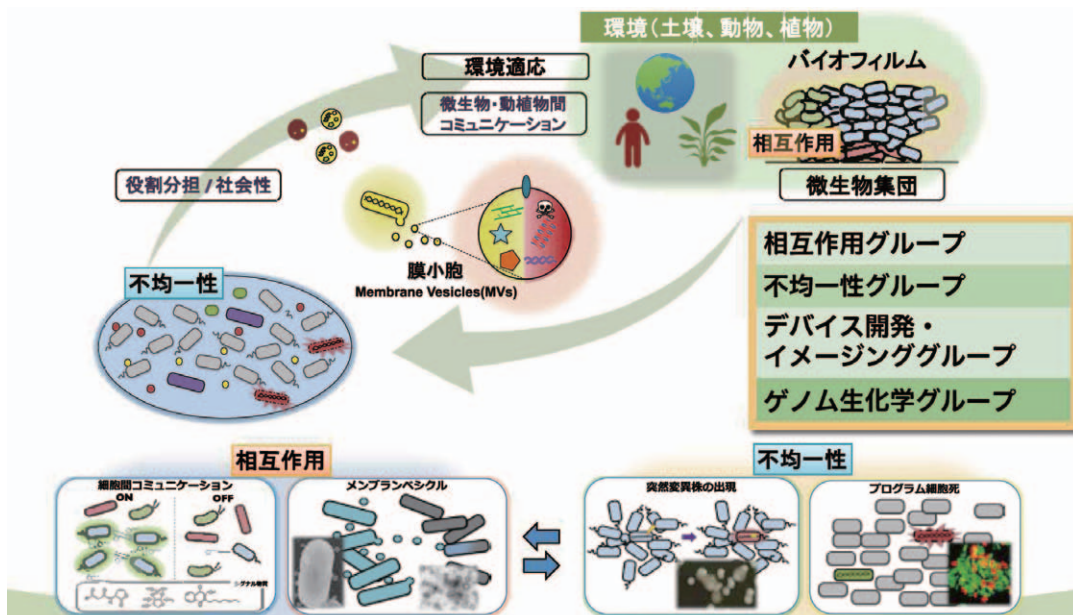 環境（土壌、動物、植物）
環境適応
微生物・動植物間
コミュニケーション
バイオフィルム
相互作用
微生物集団
役割分担 / 社会性
膜小胞
Membrane Vesicles(MVs)
不均一性
相互作用グループ
不均一性グループ
デバイス開発・
イメージンググループ
ゲノム生化学グループ
相互作用
細胞間コミュニケーション
ON
OFF
シグナル物質
メンブランベシクル
不均一性
突然変異株の出現
プログラム細胞死